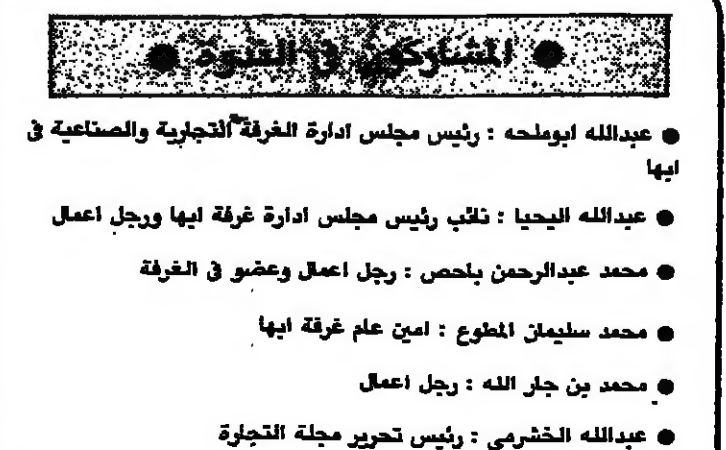 ● المشاركون في الندوة ●
● عبدالله ابوملحه : رئيس مجلس ادارة الغرفة التجارية والصناعية في
ابها
● عبدالله اليحيا : نائب رئيس مجلس ادارة غرفة ابها ورجل اعمال
● محمد عبدالرحمن باحص : رجل اعمال وعضو في الغرفة
● محمد سليمان المطوع : امين عام غرفة ابها
● محمد بن جار الله : رجل اعمال
● عبدالله الخشرمي : رئيس تحرير مجلة التجارة